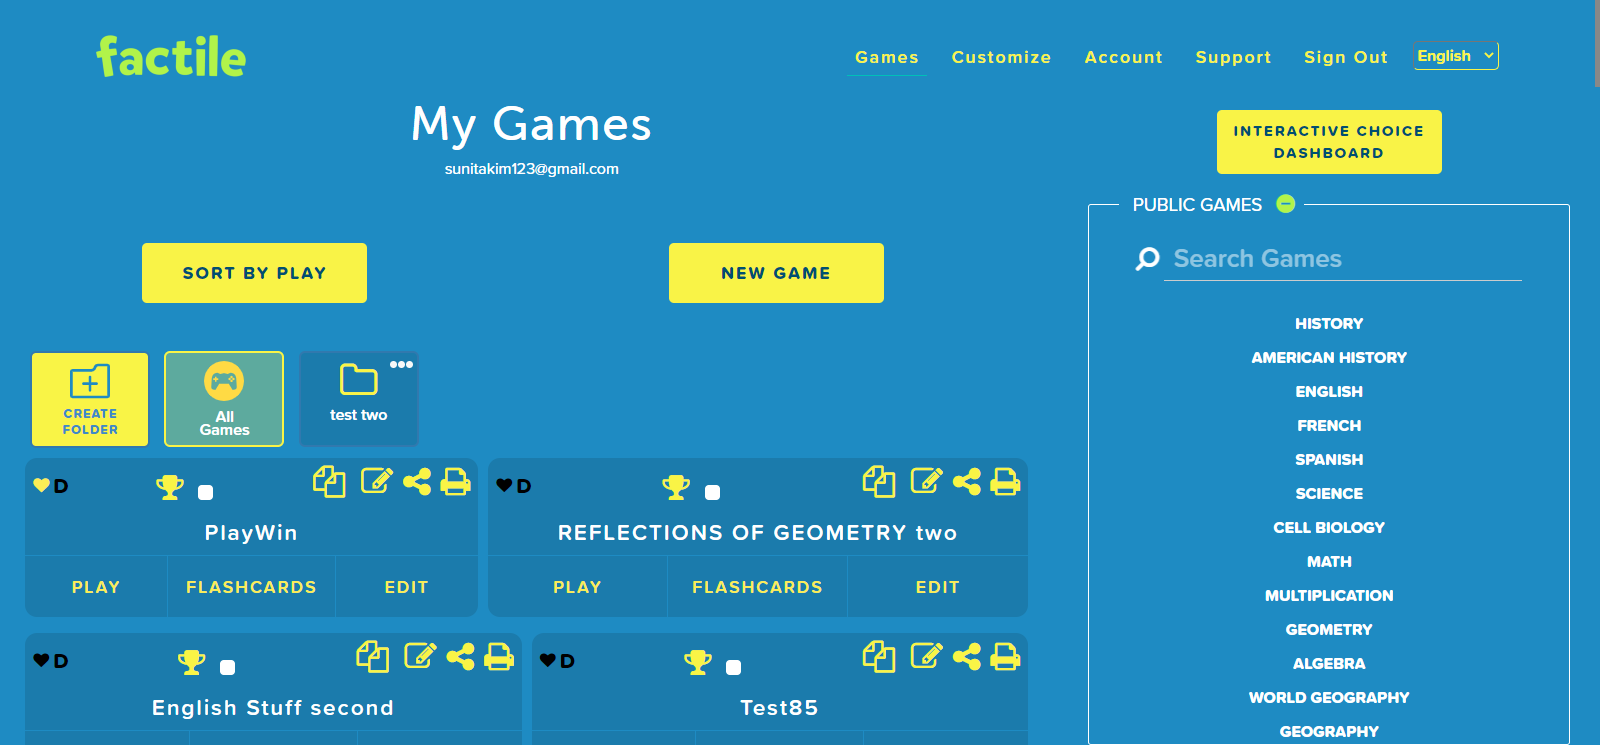 factile
Games Customize Account Support Sign Out English
My Games
sunitakim123@gmail.com
INTERACTIVE CHOICE
DASHBOARD
SORT BY PLAY
NEW GAME
CREATE
FOLDER
All
Games
test two
D
PlayWin
PLAY FLASHCARDS EDIT
D
REFLECTIONS OF GEOMETRY two
PLAY FLASHCARDS EDIT
D
English Stuff second
D
Test85
PUBLIC GAMES
Search Games
HISTORY
AMERICAN HISTORY
ENGLISH
FRENCH
SPANISH
SCIENCE
CELL BIOLOGY
MATH
MULTIPLICATION
GEOMETRY
ALGEBRA
WORLD GEOGRAPHY
GEOGRAPHY